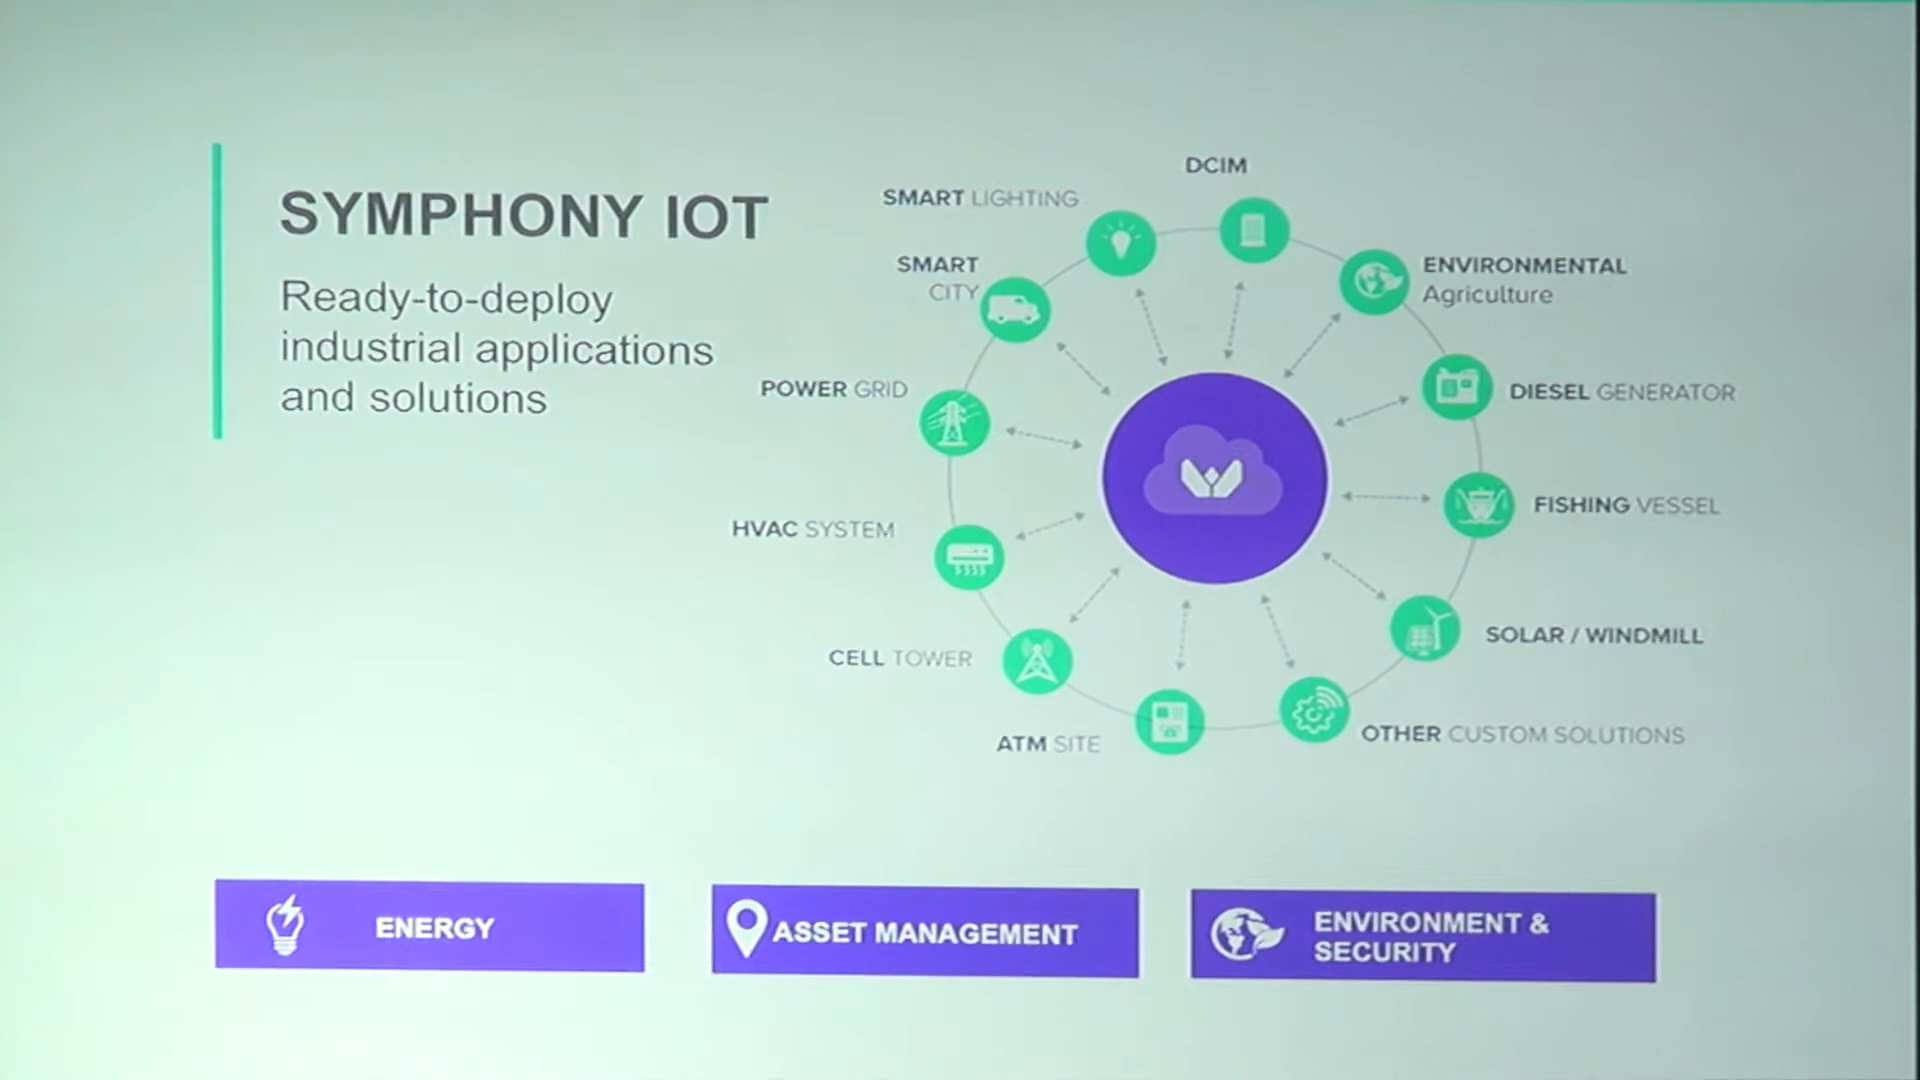 SYMPHONY IOT
Ready-to-deploy
industrial applications
and solutions
DCIM
SMART LIGHTING
SMART
CITY
ENVIRONMENTAL
Agriculture
POWER GRID
DIESEL GENERATOR
FISHING VESSEL
HVAC SYSTEM
SOLAR / WINDMILL
CELL TOWER
OTHER CUSTOM SOLUTIONS
ATM SITE
ENERGY
ASSET MANAGEMENT
ENVIRONMENT &
SECURITY